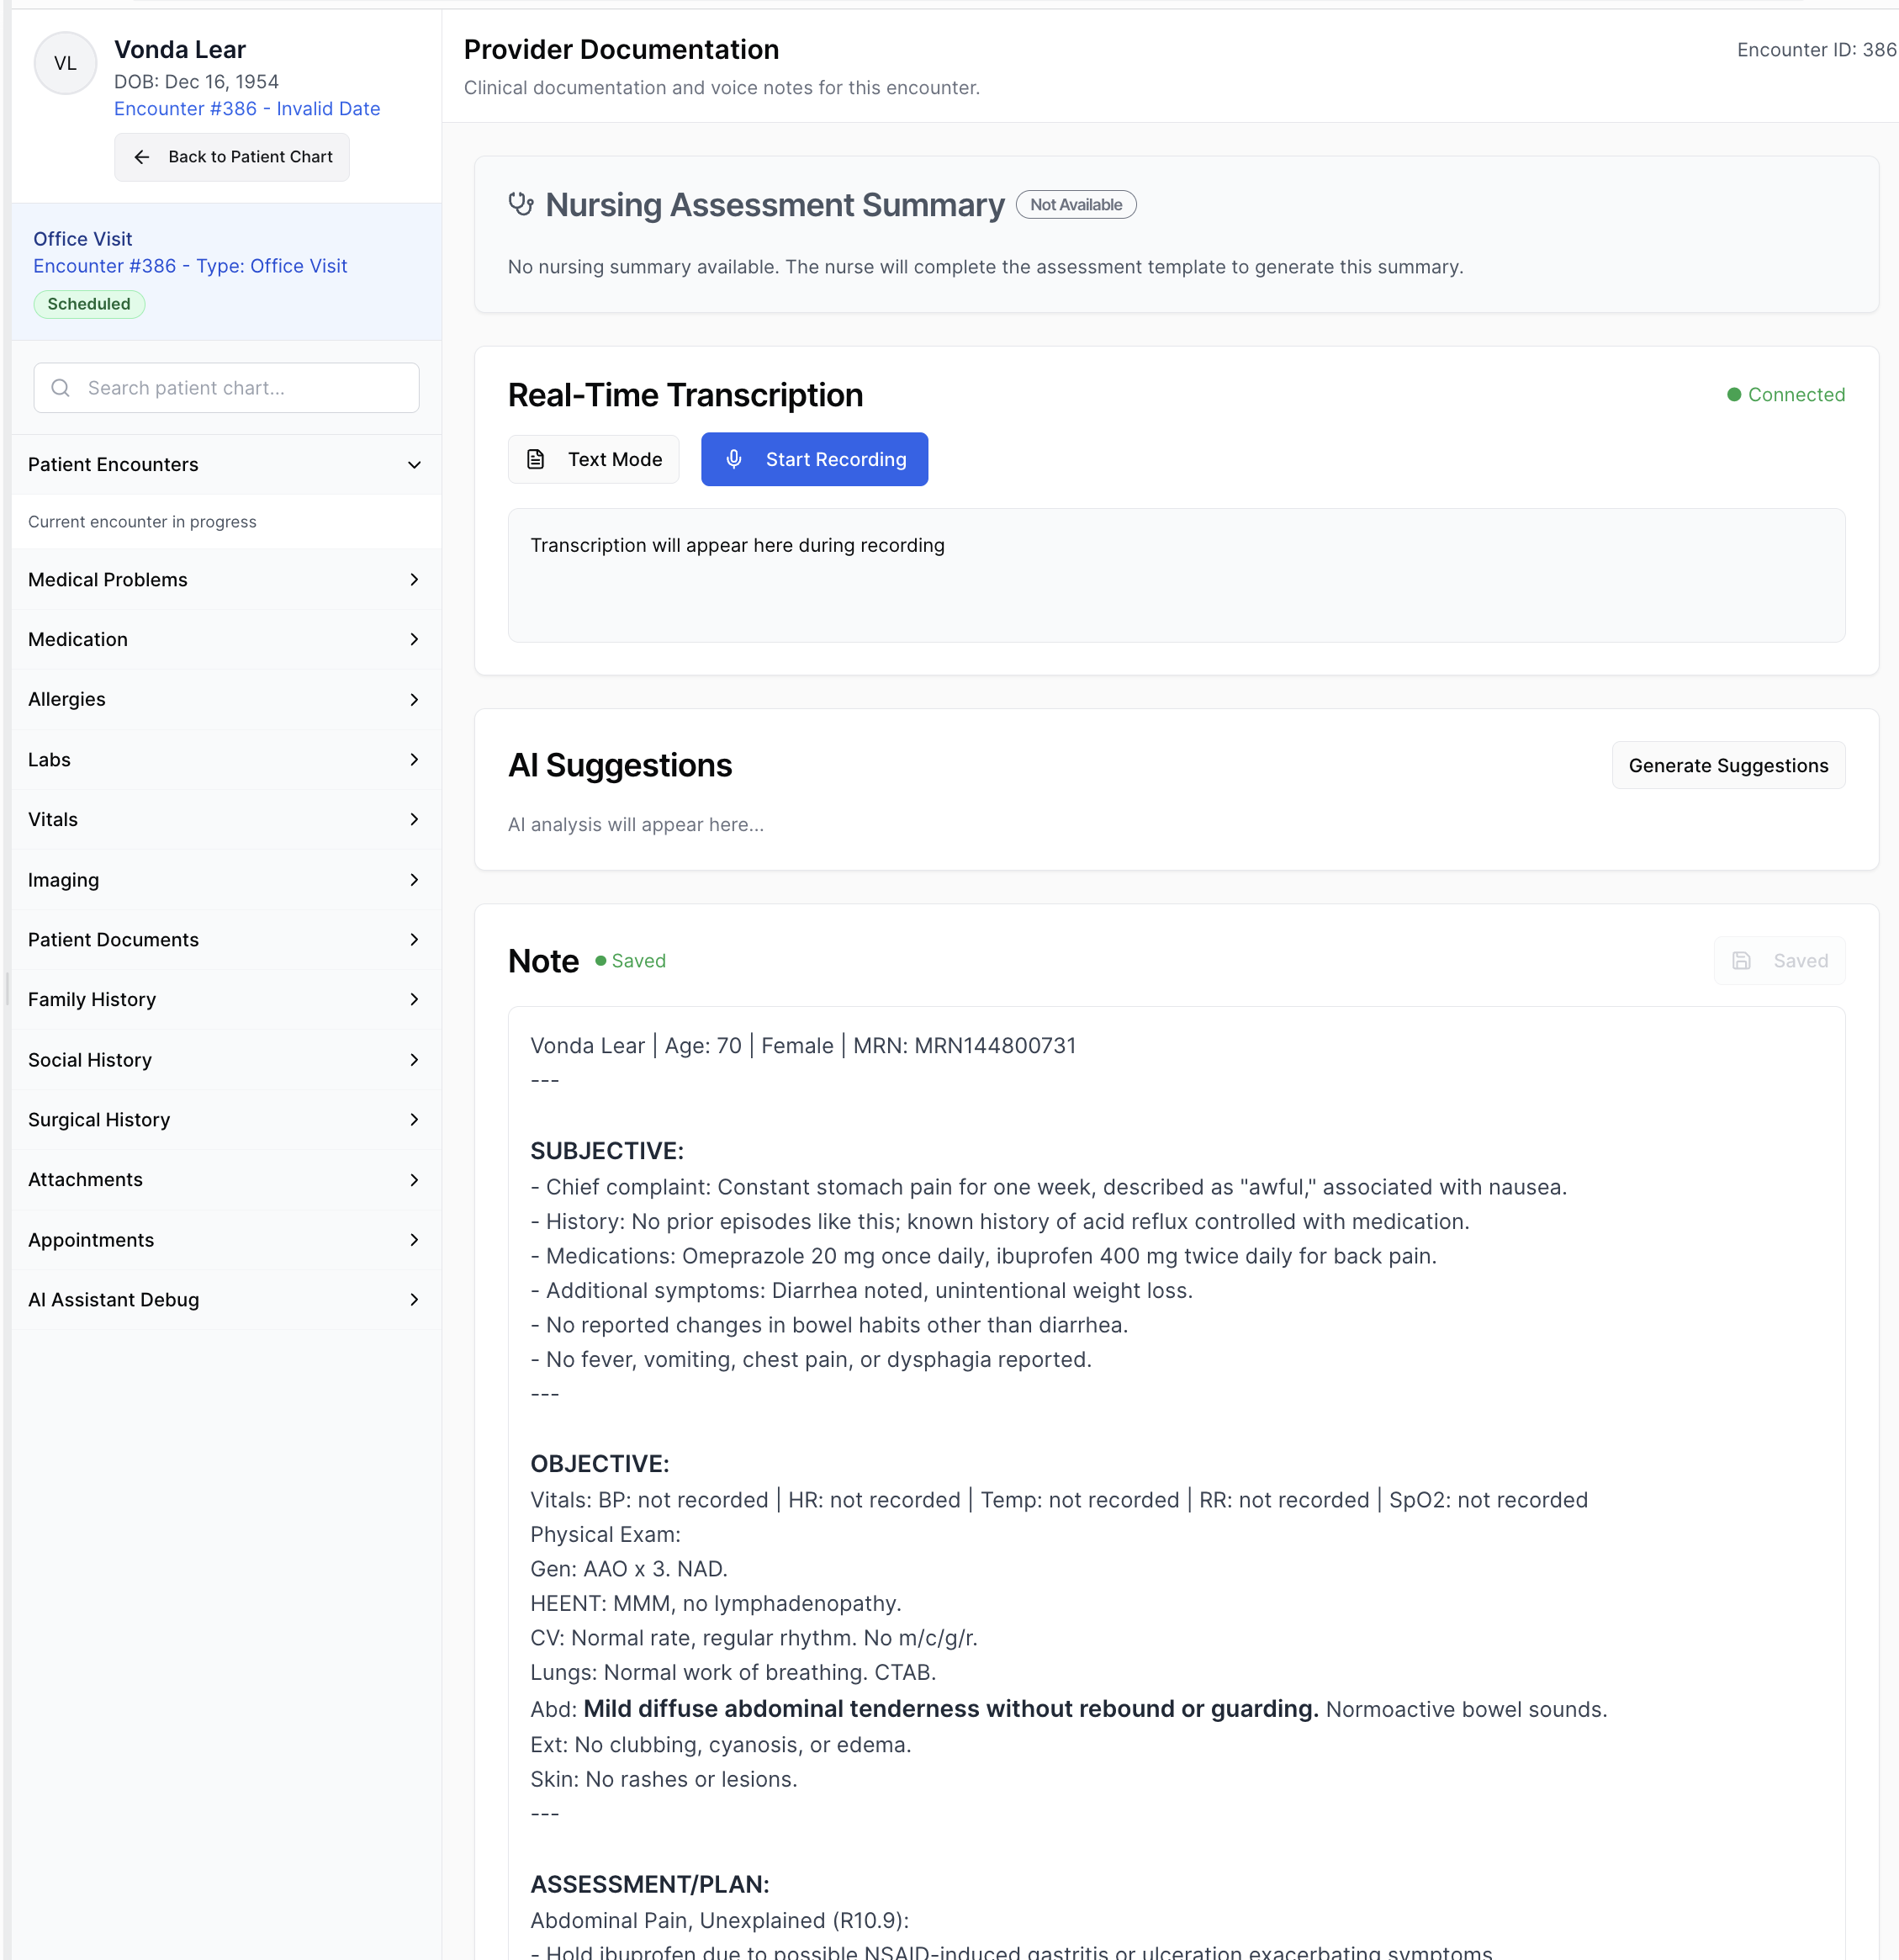 VL
Vonda Lear
DOB: Dec 16, 1954
Encounter #386 - Invalid Date
Back to Patient Chart
Office Visit
Encounter #386 - Type: Office Visit
Scheduled
Search patient chart...
Patient Encounters
Current encounter in progress
Medical Problems
Medication
Allergies
Labs
Vitals
Imaging
Patient Documents
Family History
Social History
Surgical History
Attachments
Appointments
AI Assistant Debug
Provider Documentation
Encounter ID: 386
Clinical documentation and voice notes for this encounter.
Nursing Assessment Summary
Not Available
No nursing summary available. The nurse will complete the assessment template to generate this summary.
Real-Time Transcription
Connected
Text Mode
Start Recording
Transcription will appear here during recording
AI Suggestions
Generate Suggestions
AI analysis will appear here...
Note
Saved
Saved
Vonda Lear | Age: 70 | Female | MRN: MRN144800731
---
SUBJECTIVE:
- Chief complaint: Constant stomach pain for one week, described as "awful," associated with nausea.
- History: No prior episodes like this; known history of acid reflux controlled with medication.
- Medications: Omeprazole 20 mg once daily, ibuprofen 400 mg twice daily for back pain.
- Additional symptoms: Diarrhea noted, unintentional weight loss.
- No reported changes in bowel habits other than diarrhea.
- No fever, vomiting, chest pain, or dysphagia reported.
---
OBJECTIVE:
Vitals: BP: not recorded | HR: not recorded | Temp: not recorded | RR: not recorded | SpO2: not recorded
Physical Exam:
Gen: AAO x 3. NAD.
HEENT: MMM, no lymphadenopathy.
CV: Normal rate, regular rhythm. No m/c/g/r.
Lungs: Normal work of breathing. CTAB.
Abd: Mild diffuse abdominal tenderness without rebound or guarding. Normoactive bowel sounds.
Ext: No clubbing, cyanosis, or edema.
Skin: No rashes or lesions.
---
ASSESSMENT/PLAN:
Abdominal Pain, Unexplained (R10.9):
- Hold ibuprofen due to possible NSAID-induced gastritis or ulceration exacerbating symptoms